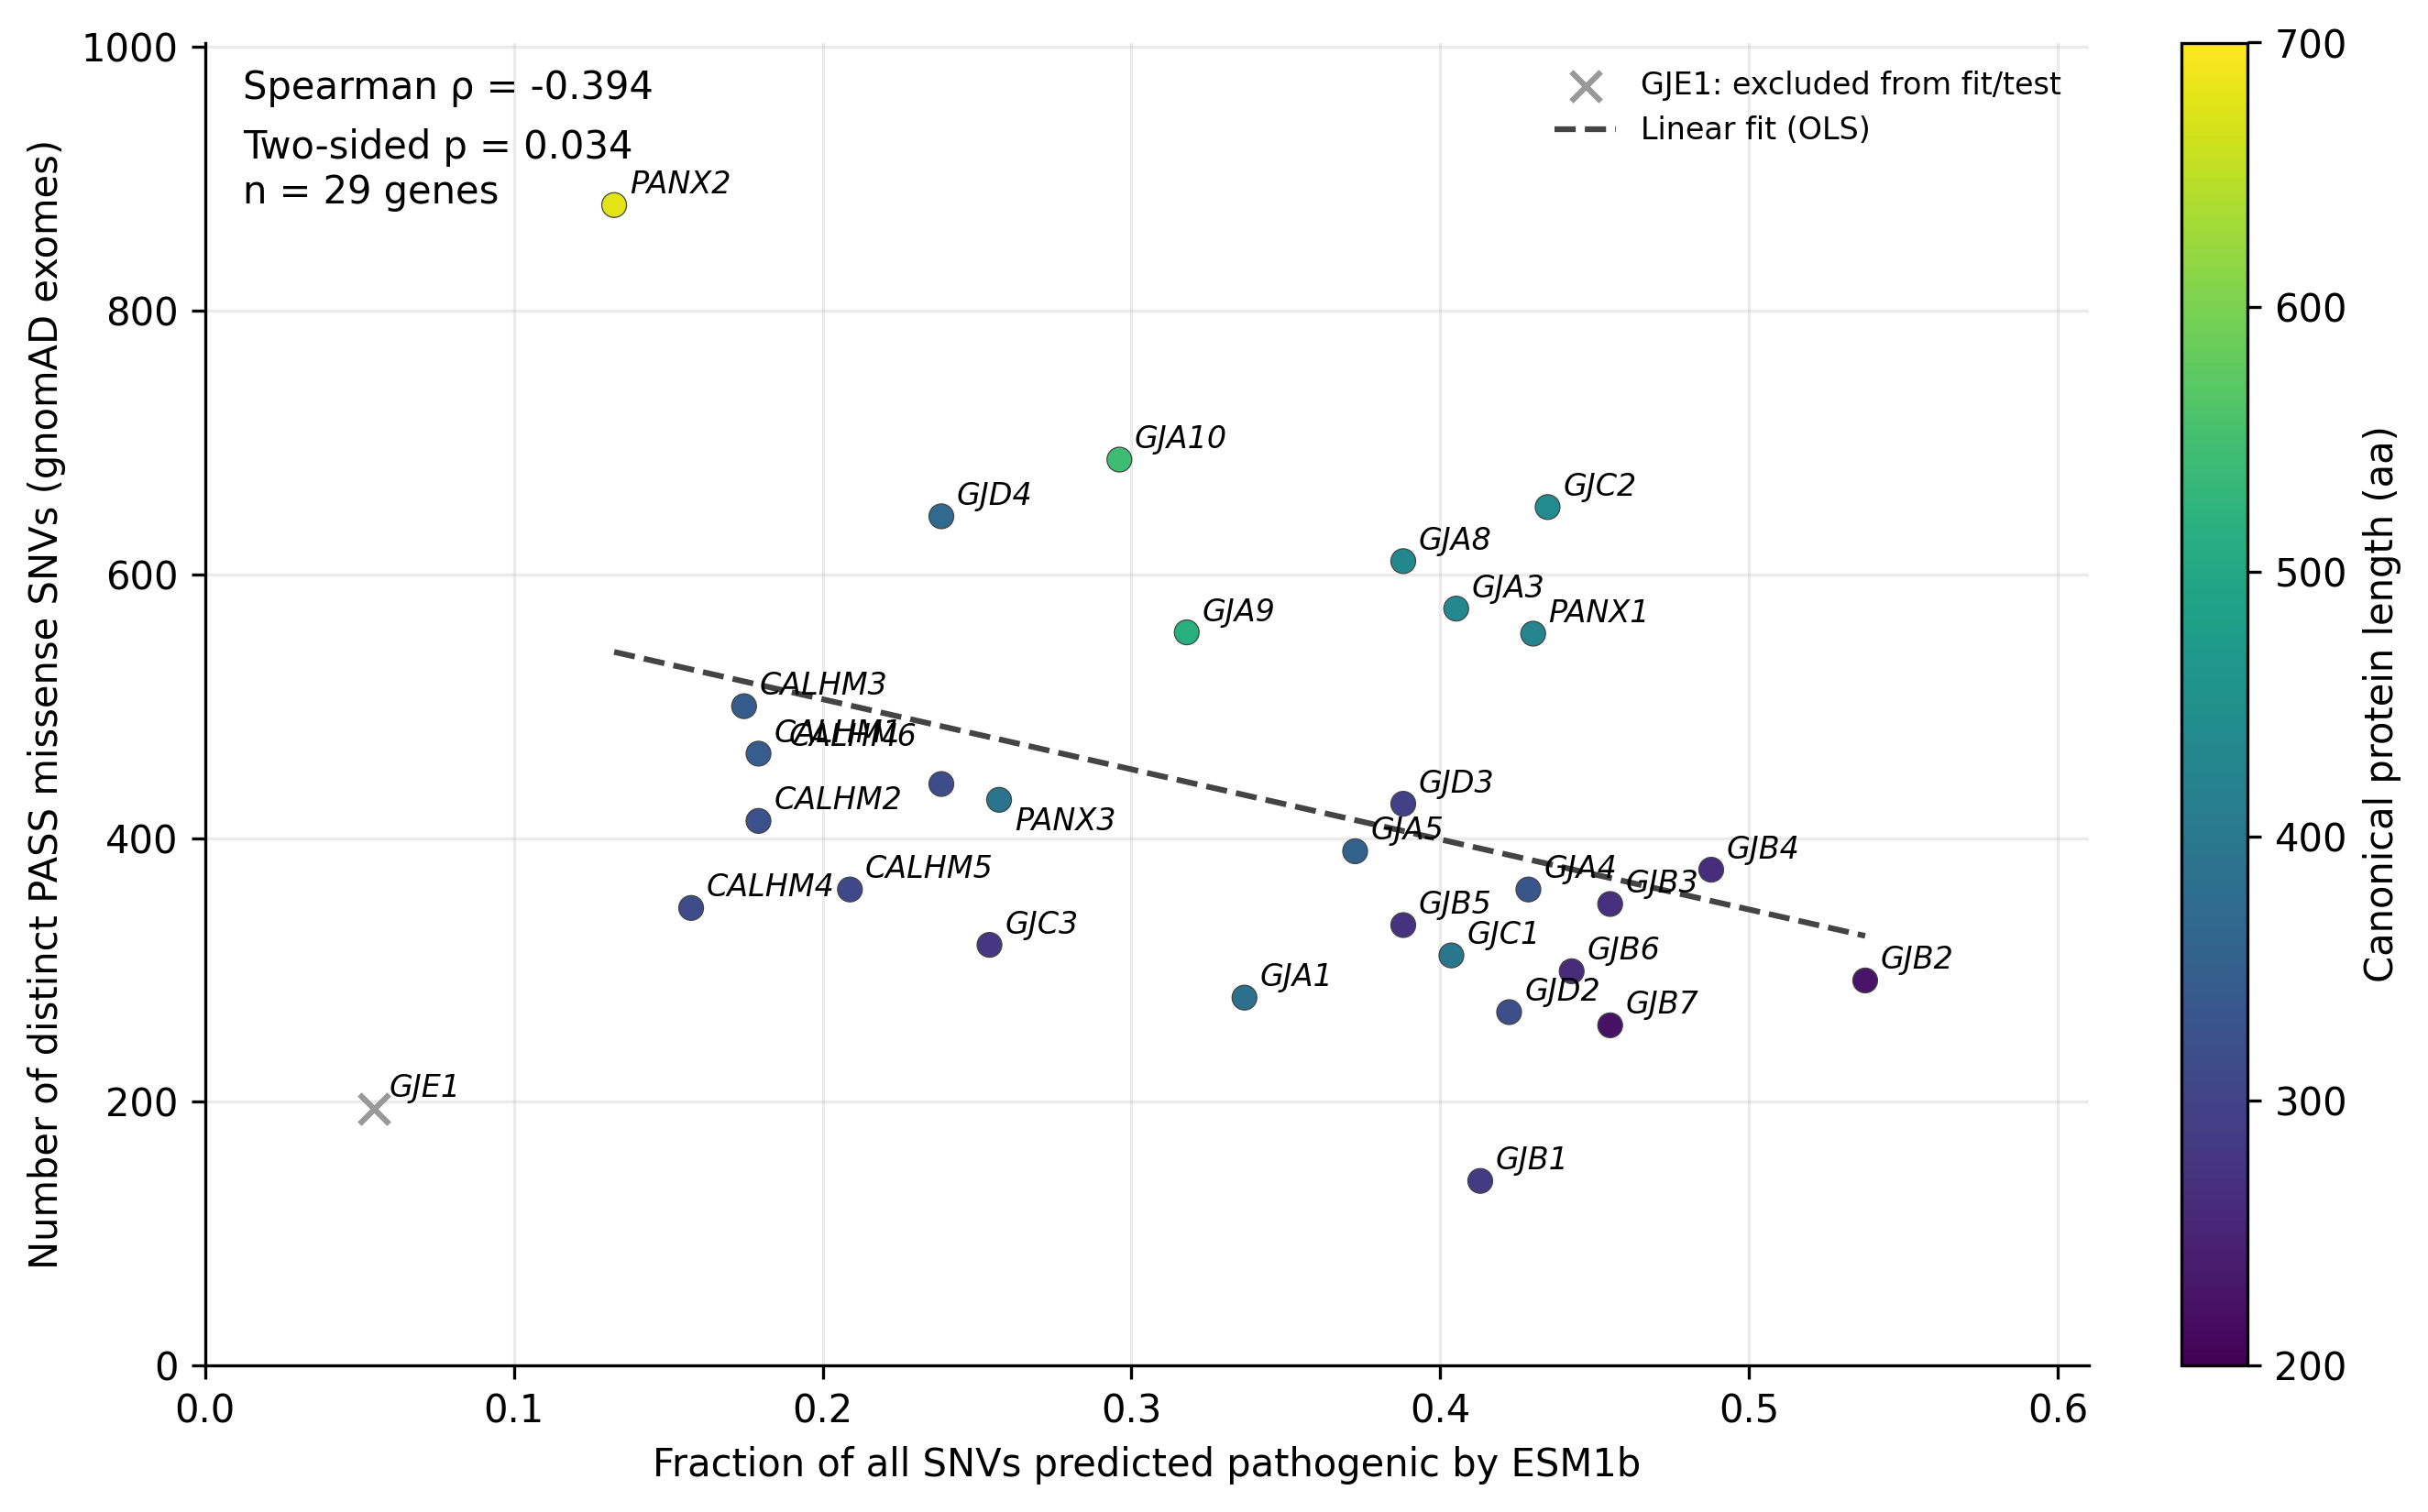 Number of distinct PASS missense SNVs (gnomAD exomes)
1000
800
600
400
200
0
Spearman ρ = -0.394
Two-sided p = 0.034
n = 29 genes
GJE1: excluded from fit/test
Linear fit (OLS)
PANX2
GJA10
GJD4
GJC2
GJA8
GJA3
GJA9
PANX1
CALHM3
CALHM1
CALHM6
CALHM2
PANX3
GJD3
GJA5
GJB4
CALHM5
CALHM4
GJA4
GJB3
GJB5
GJC3
GJC1
GJB6
GJB2
GJA1
GJD2
GJB7
GJE1
GJB1
0.0
0.1
0.2
0.3
0.4
0.5
0.6
Fraction of all SNVs predicted pathogenic by ESM1b
700
600
500
400
300
200
Canonical protein length (aa)